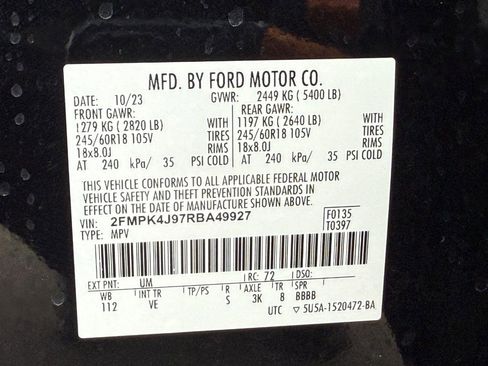 MFD. BY FORD MOTOR CO.
DATE: 10/23 GVWR: 2449 KG (5400 LB)
FRONT GAWR: REAR GAWR:
1279 KG (2820 LB) WITH 1197 KG (2640 LB) WITH
245/60R18 105V TIRES 245/60R18 105V TIRES
18x8.0J RIMS 18x8.0J RIMS
AT 240 kPa/ 35 PSI COLD AT 240 kPa/ 35 PSI COLD
THIS VEHICLE CONFORMS TO ALL APPLICABLE FEDERAL MOTOR
VEHICLE SAFETY AND THEFT PREVENTION STANDARDS IN
EFFECT ON THE DATE OF MANUFACTURE SHOWN ABOVE.
VIN: 2FMPK4J97RBA49927 F0135
TYPE: MPV T0397
EXT PNT: UM RC: 72 DSO:
WB INT TR TP/PS R AXLE TR SPR
112 VE S 3K 8 BBBB
UTC ▽5U5A-1520472-BA